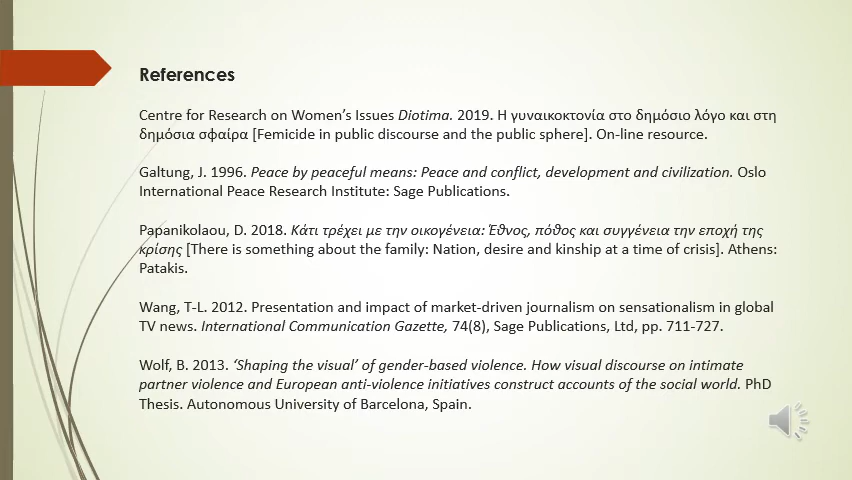 References
Centre for Research on Women’s Issues Diotima. 2019. Η γυναικοκτονία στο δημόσιο λόγο και στη
δημόσια σφαίρα [Femicide in public discourse and the public sphere]. On-line resource.
Galtung, J. 1996. Peace by peaceful means: Peace and conflict, development and civilization. Oslo
International Peace Research Institute: Sage Publications.
Papanikolaou, D. 2018. Κάτι τρέχει με την οικογένεια: Έθνος, πόθος και συγγένεια την εποχή της
κρίσης [There is something about the family: Nation, desire and kinship at a time of crisis]. Athens:
Patakis.
Wang, T-L. 2012. Presentation and impact of market-driven journalism on sensationalism in global
TV news. International Communication Gazette, 74(8), Sage Publications, Ltd, pp. 711-727.
Wolf, B. 2013. ‘Shaping the visual’ of gender-based violence. How visual discourse on intimate
partner violence and European anti-violence initiatives construct accounts of the social world. PhD
Thesis. Autonomous University of Barcelona, Spain.